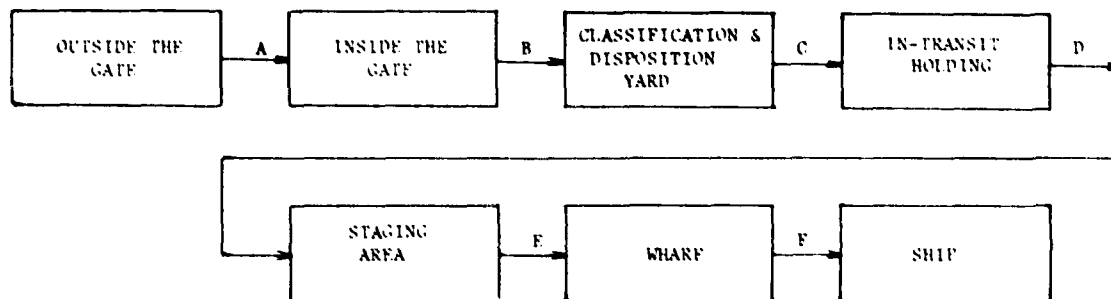 OUTSIDE THE
GATE
A
INSIDE THE
GATE
B
CLASSIFICATION &
DISPOSITION
YARD
C
IN-TRANSIT
HOLDING
D
STAGING
AREA
E
WHARF
F
SHIP